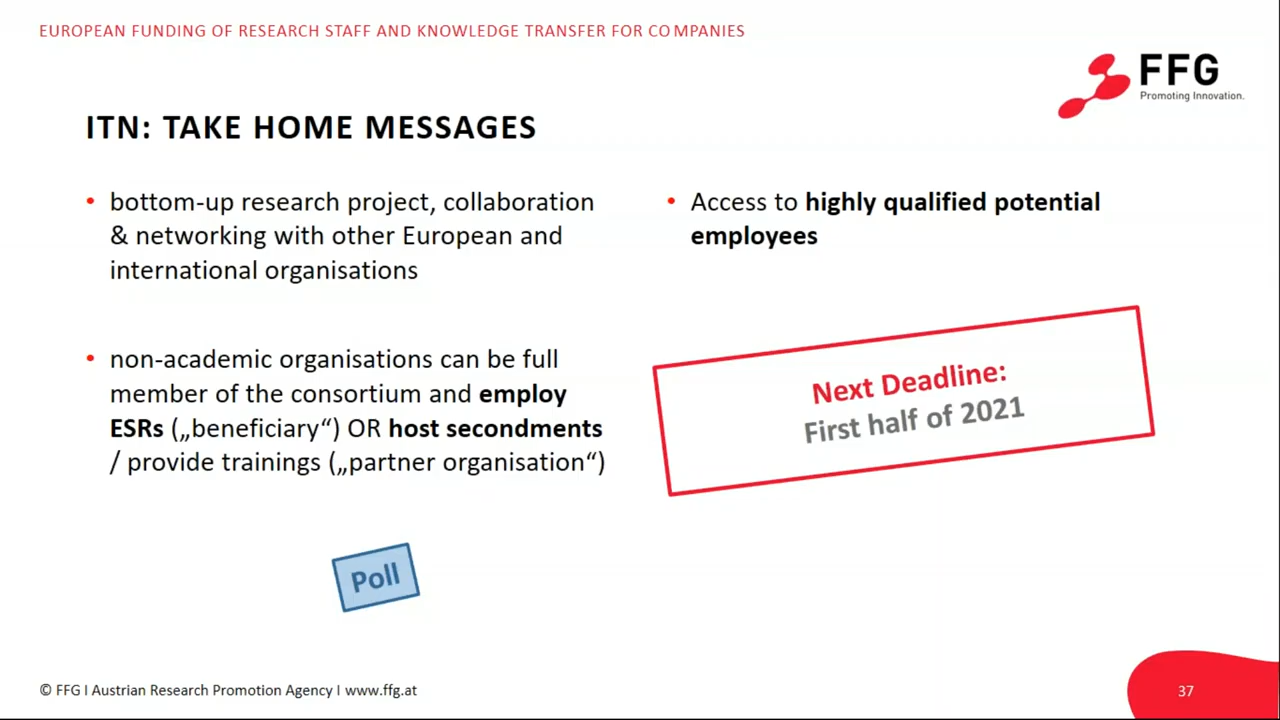 EUROPEAN FUNDING OF RESEARCH STAFF AND KNOWLEDGE TRANSFER FOR COMPANIES
FFG
Promoting Innovation.
ITN: TAKE HOME MESSAGES
• bottom-up research project, collaboration
& networking with other European and
international organisations
• non-academic organisations can be full
member of the consortium and employ
ESRs („beneficiary“) OR host secondments
/ provide trainings („partner organisation“)
• Access to highly qualified potential
employees
Next Deadline:
First half of 2021
Poll
© FFG I Austrian Research Promotion Agency I www.ffg.at
37